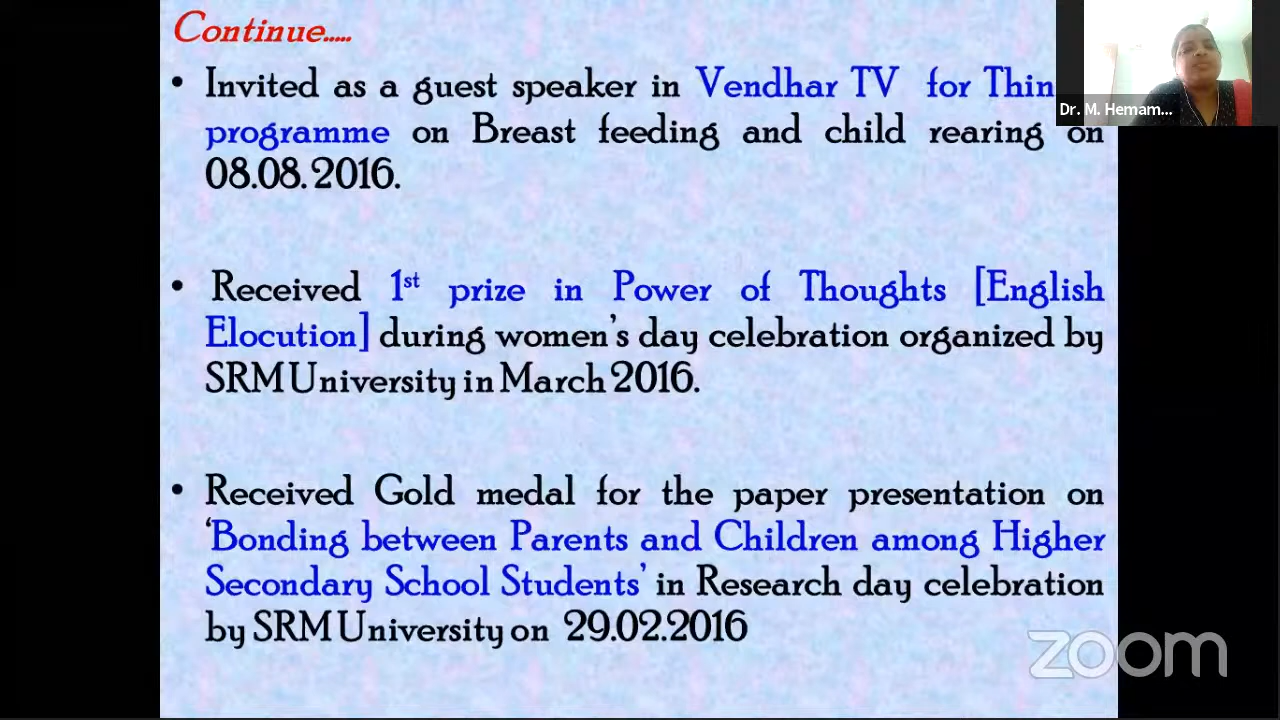 Continue.....
• Invited as a guest speaker in Vendhar TV for
programme on Breast feeding and child rearing on
08.08.2016.
• Received 1st prize in Power of Thoughts [English
Elocution] during women's day celebration organized by
SRM University in March 2016.
• Received Gold medal for the paper presentation on
‘Bonding between Parents and Children among Higher
Secondary School Students’ in Research day celebration
by SRM University on 29.02.2016
Dr. M. Hemam...
zoom